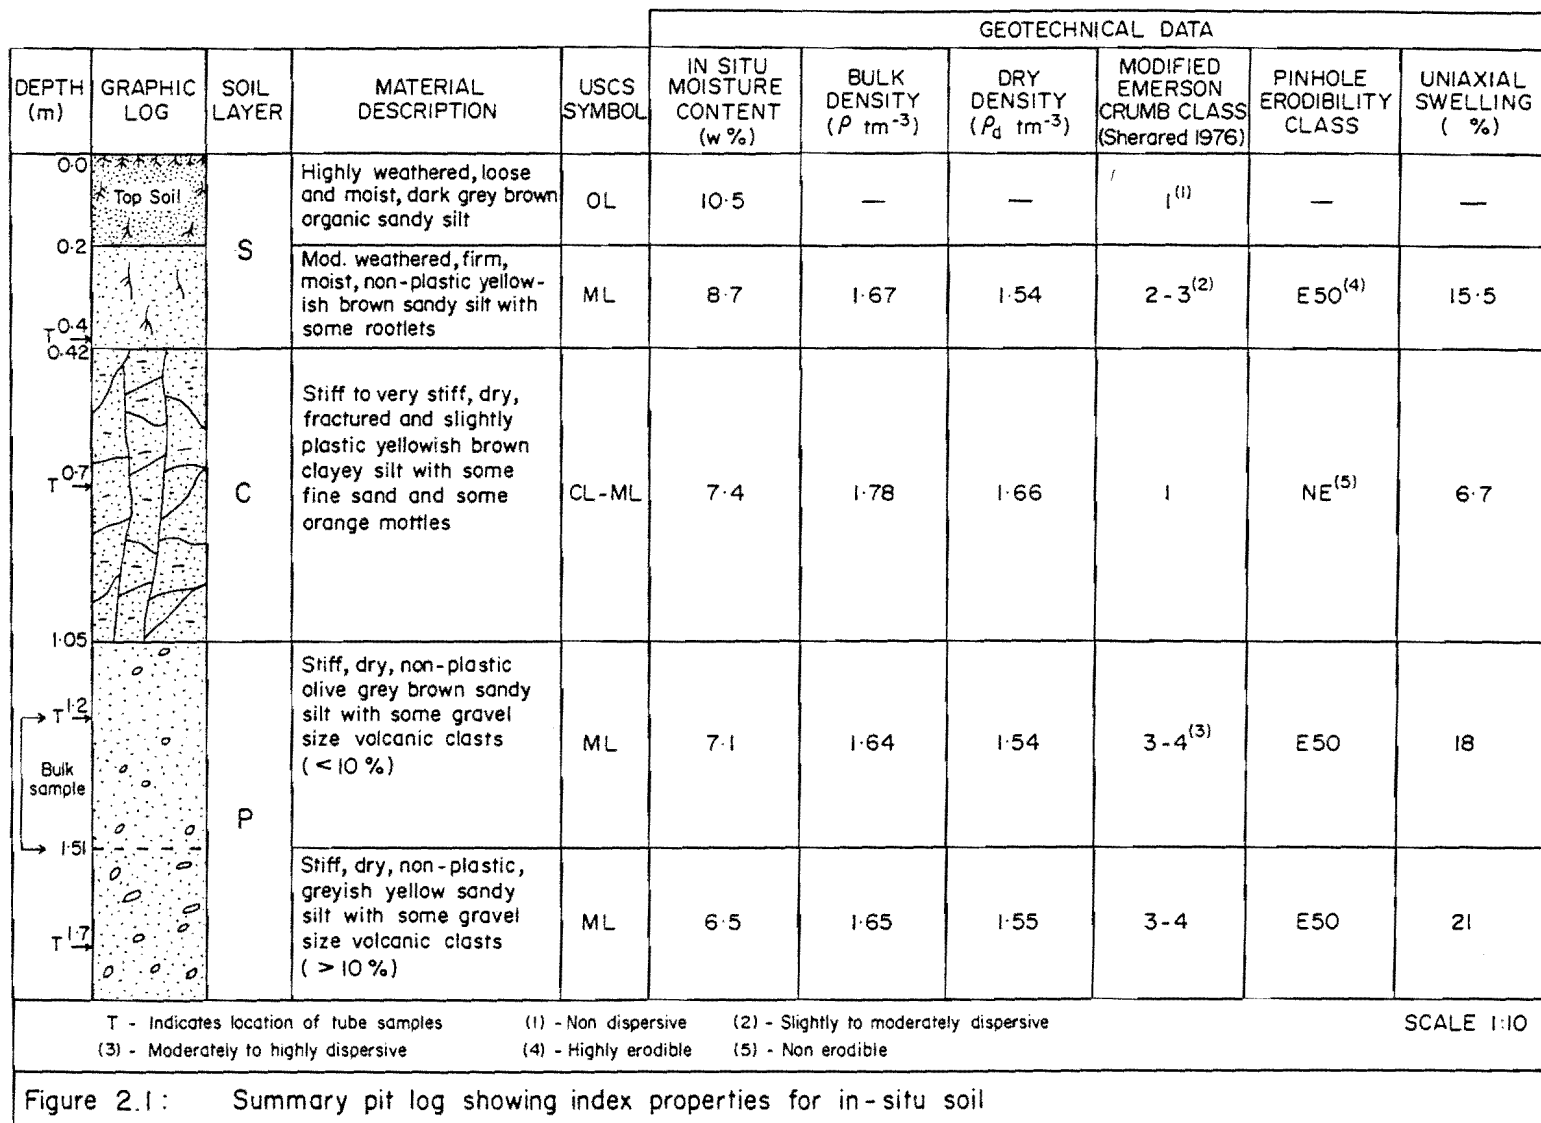 GEOTECHNICAL DATA
DEPTH (m)
GRAPHIC LOG
SOIL LAYER
MATERIAL DESCRIPTION
USCS SYMBOL
IN SITU MOISTURE CONTENT (w %)
BULK DENSITY (ρ tm⁻³)
DRY DENSITY (ρd tm⁻³)
MODIFIED EMERSON CRUMB CLASS (Sherared 1976)
PINHOLE ERODIBILITY CLASS
UNIAXIAL SWELLING ( %)
0·0
Top Soil
S
Highly weathered, loose
and moist, dark grey brown
organic sandy silt
OL
10·5
—
—
1(1)
—
—
0·2
Mod. weathered, firm,
moist, non-plastic yellow-
ish brown sandy silt with
some rootlets
ML
8·7
1·67
1·54
2-3(2)
E50(4)
15·5
T 0·4
0·42
C
Stiff to very stiff, dry,
fractured and slightly
plastic yellowish brown
clayey silt with some
fine sand and some
orange mottles
CL-ML
7·4
1·78
1·66
1
NE(5)
6·7
T 0·7
1·05
P
Stiff, dry, non-plastic
olive grey brown sandy
silt with some gravel
size volcanic clasts
( < 10 %)
ML
7·1
1·64
1·54
3-4(3)
E50
18
T 1·2
Bulk
sample
1·51
Stiff, dry, non-plastic,
greyish yellow sandy
silt with some gravel
size volcanic clasts
( > 10 %)
ML
6·5
1·65
1·55
3-4
E50
21
T 1·7
T - Indicates location of tube samples (1) - Non dispersive (2) - Slightly to moderately dispersive SCALE 1:10
(3) - Moderately to highly dispersive (4) - Highly erodible (5) - Non erodible
Figure 2.1: Summary pit log showing index properties for in-situ soil